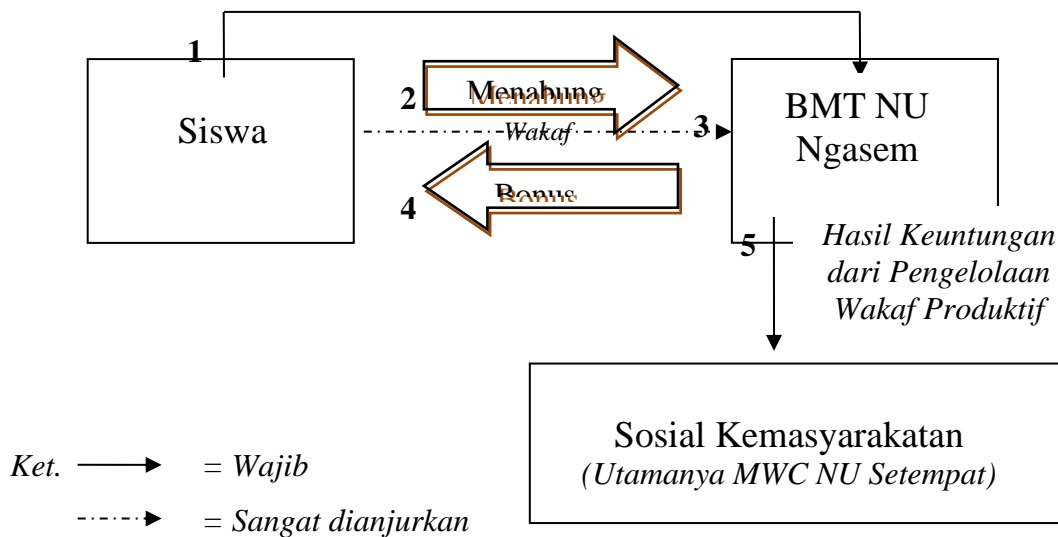 1
Siswa
2
Menabung
Wakaf
3
BMT NU
Ngasem
4
Bonus
5
Hasil Keuntungan
dari Pengelolaan
Wakaf Produktif
Sosial Kemasyarakatan
(Utamanya MWC NU Setempat)
Ket.
= Wajib
= Sangat dianjurkan